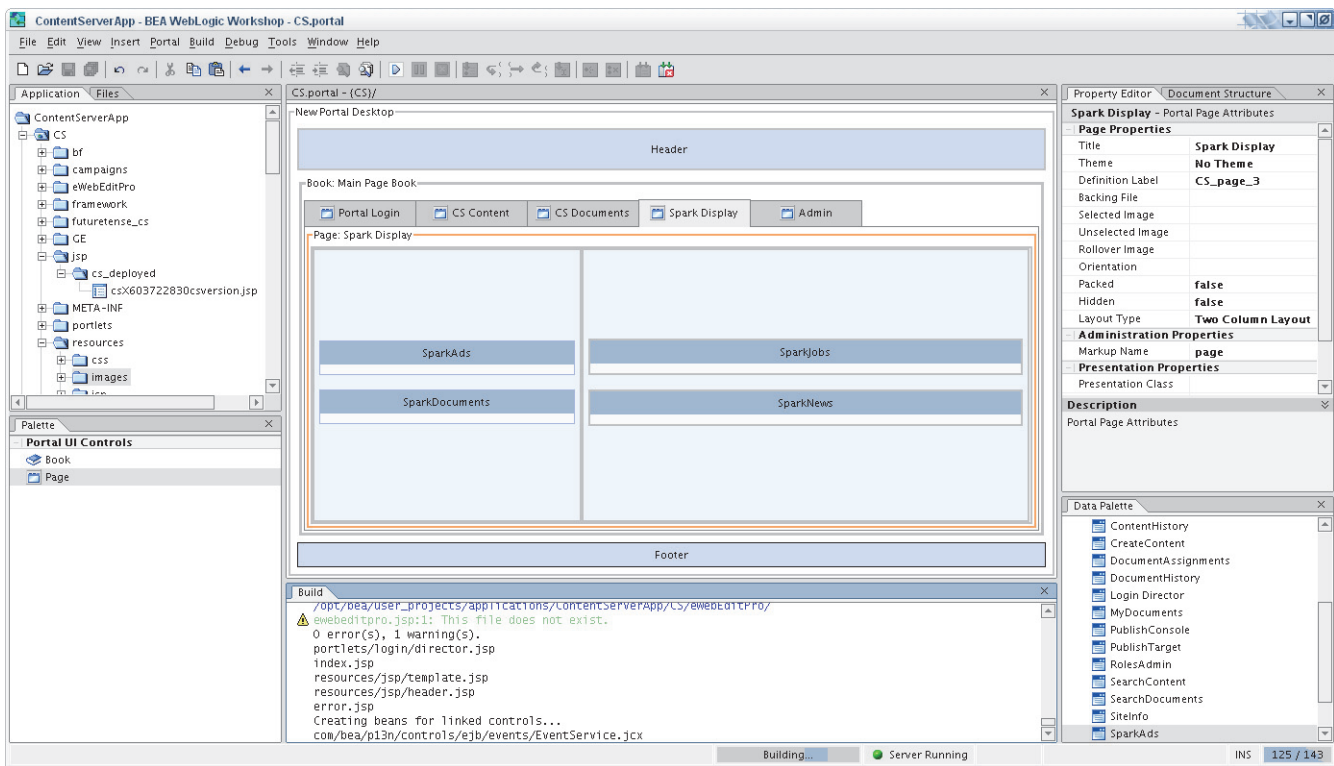 ContentServerApp - BEA WebLogic Workshop - CS.portal
File Edit View Insert Portal Build Debug Tools Window Help
Application Files
ContentServerApp
CS
bf
campaigns
eWebEditPro
framework
futuretense_cs
GE
jsp
cs_deployed
csX603722830csversion.jsp
META-INF
portlets
resources
css
images
Palette
Portal UI Controls
Book
Page
CS.portal - {CS}/
New Portal Desktop
Header
Book: Main Page Book
Portal Login CS Content CS Documents Spark Display Admin
Page: Spark Display
SparkAds SparkJobs
SparkDocuments SparkNews
Footer
Build
/opt/bea/user_projects/applications/ContentServerApp/CS/ewebEditPro/
ewebeditpro.jsp:1: This file does not exist.
0 error(s), 1 warning(s).
portlets/login/director.jsp
index.jsp
resources/jsp/template.jsp
resources/jsp/header.jsp
error.jsp
Creating beans for linked controls...
com/bea/p13n/controls/ejb/events/EventService.jcx
Property Editor Document Structure
Spark Display - Portal Page Attributes
Page Properties
Title Spark Display
Theme No Theme
Definition Label CS_page_3
Backing File
Selected Image
Unselected Image
Rollover Image
Orientation
Packed false
Hidden false
Layout Type Two Column Layout
Administration Properties
Markup Name page
Presentation Properties
Presentation Class
Description
Portal Page Attributes
Data Palette
ContentHistory
CreateContent
DocumentAssignments
DocumentHistory
Login Director
MyDocuments
PublishConsole
PublishTarget
RolesAdmin
SearchContent
SearchDocuments
SiteInfo
SparkAds
Building... Server Running INS 125 / 143